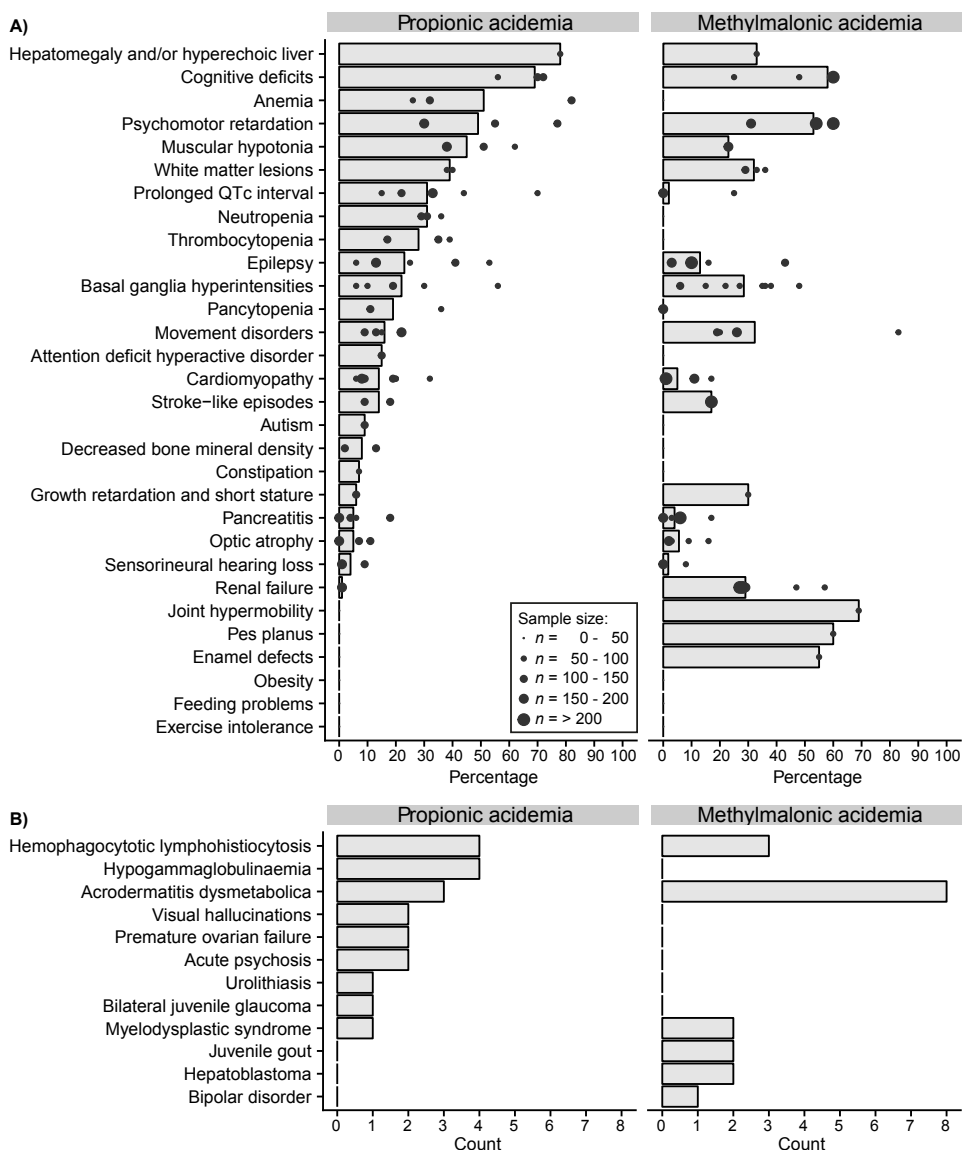 A)
Propionic acidemia
Methylmalonic acidemia
Hepatomegaly and/or hyperechoic liver
Cognitive deficits
Anemia
Psychomotor retardation
Muscular hypotonia
White matter lesions
Prolonged QTc interval
Neutropenia
Thrombocytopenia
Epilepsy
Basal ganglia hyperintensities
Pancytopenia
Movement disorders
Attention deficit hyperactive disorder
Cardiomyopathy
Stroke−like episodes
Autism
Decreased bone mineral density
Constipation
Growth retardation and short stature
Pancreatitis
Optic atrophy
Sensorineural hearing loss
Renal failure
Joint hypermobility
Pes planus
Enamel defects
Obesity
Feeding problems
Exercise intolerance
Sample size:
n = 0 - 50
n = 50 - 100
n = 100 - 150
n = 150 - 200
n = > 200
0 10 20 30 40 50 60 70 80 90 100
0 10 20 30 40 50 60 70 80 90 100
Percentage
Percentage
B)
Propionic acidemia
Methylmalonic acidemia
Hemophagocytotic lymphohistiocytosis
Hypogammaglobulinaemia
Acrodermatitis dysmetabolica
Visual hallucinations
Premature ovarian failure
Acute psychosis
Urolithiasis
Bilateral juvenile glaucoma
Myelodysplastic syndrome
Juvenile gout
Hepatoblastoma
Bipolar disorder
0 1 2 3 4 5 6 7 8
0 1 2 3 4 5 6 7 8
Count
Count